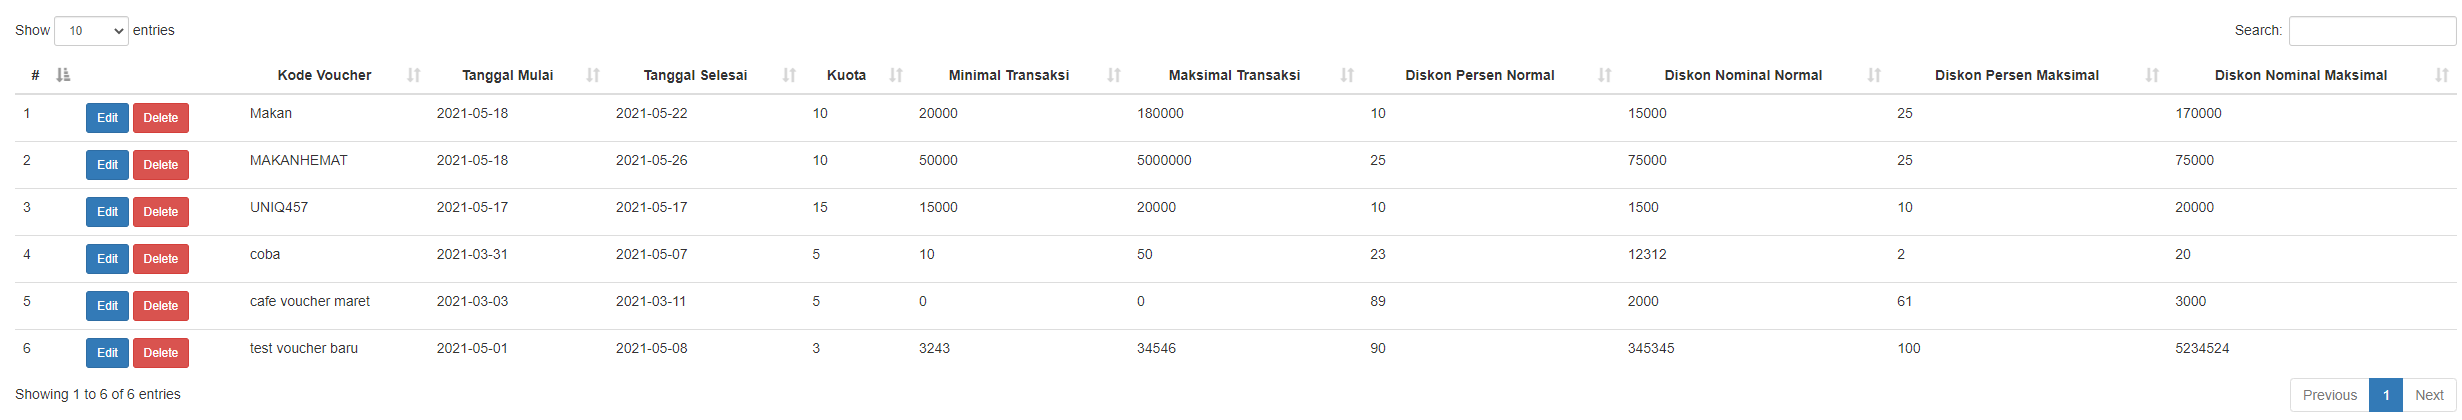 Show 10 entries Search:
# Kode Voucher Tanggal Mulai Tanggal Selesai Kuota Minimal Transaksi Maksimal Transaksi Diskon Persen Normal Diskon Nominal Normal Diskon Persen Maksimal Diskon Nominal Maksimal
1 Edit Delete Makan 2021-05-18 2021-05-22 10 20000 180000 10 15000 25 170000
2 Edit Delete MAKANHEMAT 2021-05-18 2021-05-26 10 50000 5000000 25 75000 25 75000
3 Edit Delete UNIQ457 2021-05-17 2021-05-17 15 15000 20000 10 1500 10 20000
4 Edit Delete coba 2021-03-31 2021-05-07 5 10 50 23 12312 2 20
5 Edit Delete cafe voucher maret 2021-03-03 2021-03-11 5 0 0 89 2000 61 3000
6 Edit Delete test voucher baru 2021-05-01 2021-05-08 3 3243 34546 90 345345 100 5234524
Showing 1 to 6 of 6 entries Previous 1 Next